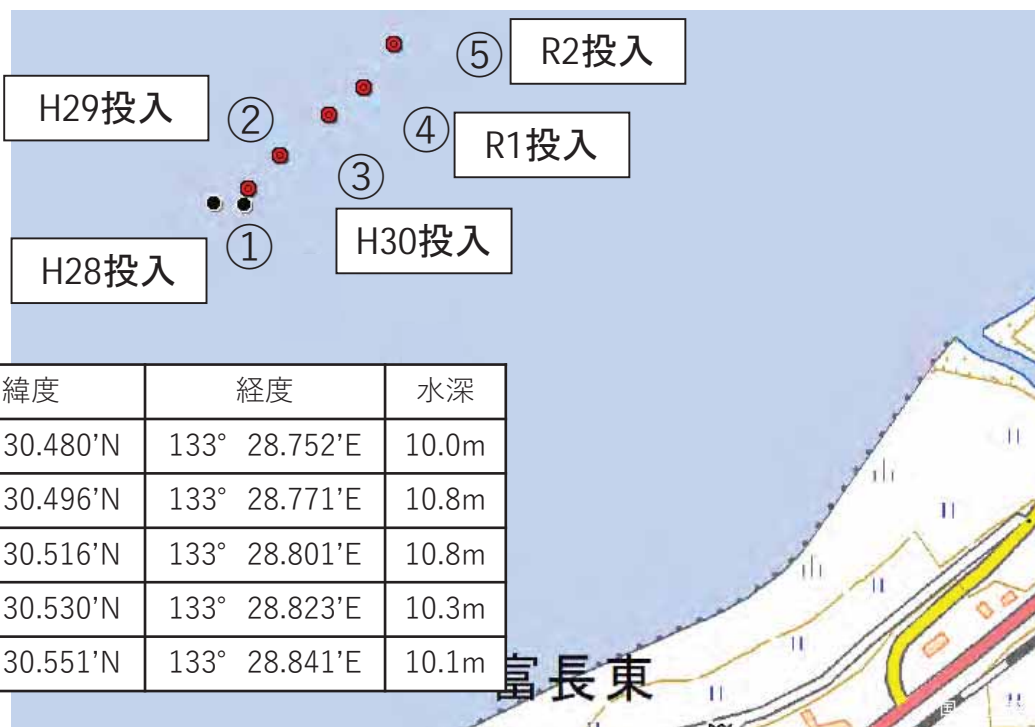 ⑤ R2投入
H29投入 ②
④ R1投入
③
H30投入
①
H28投入
緯度 経度 水深
30.480’N 133° 28.752’E 10.0m
30.496’N 133° 28.771’E 10.8m
30.516’N 133° 28.801’E 10.8m
30.530’N 133° 28.823’E 10.3m
30.551’N 133° 28.841’E 10.1m
富長東
国